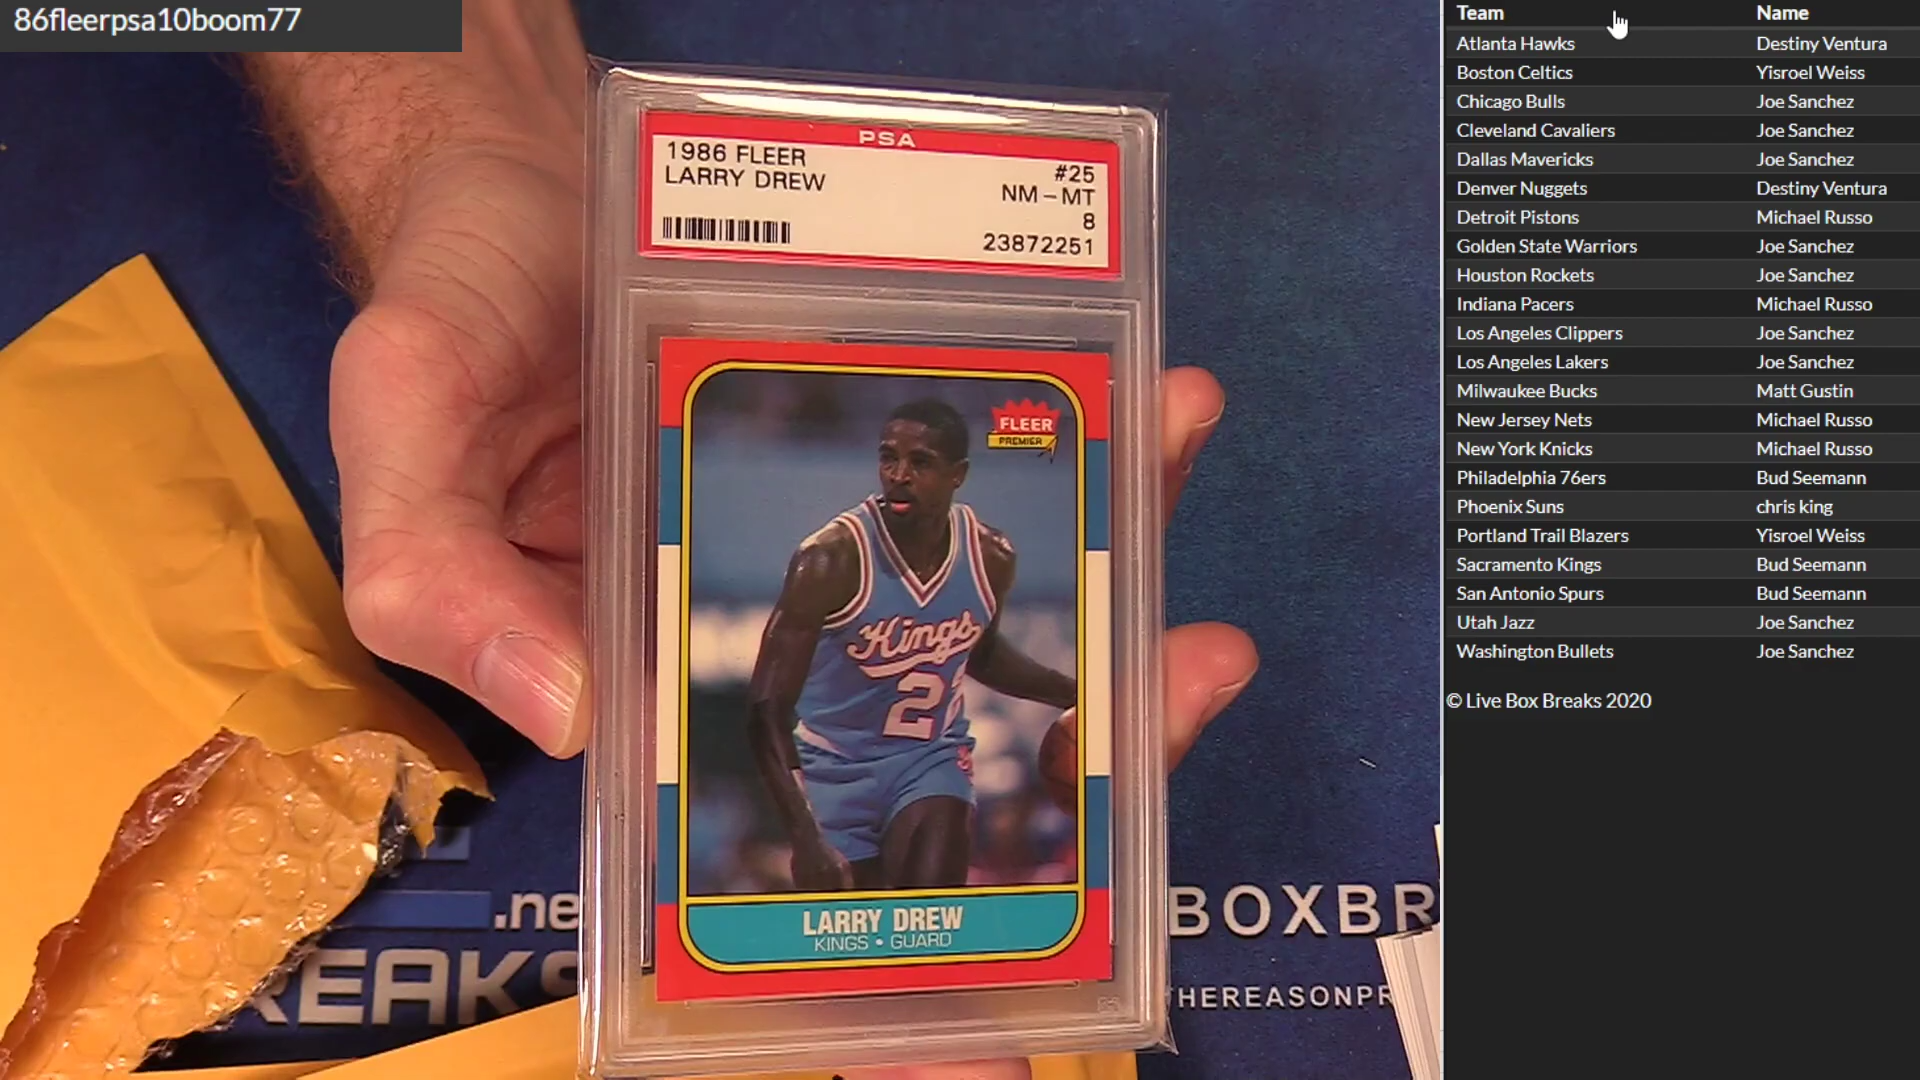 86fleerpsa10boom77
PSA
1986 FLEER
LARRY DREW
#25
NM - MT
8
23872251
FLEER
PREMIER
Kings
22
LARRY DREW
KINGS • GUARD
.ne
REAKS
BOXBR
HEREASONPR
Team Name
Atlanta Hawks Destiny Ventura
Boston Celtics Yisroel Weiss
Chicago Bulls Joe Sanchez
Cleveland Cavaliers Joe Sanchez
Dallas Mavericks Joe Sanchez
Denver Nuggets Destiny Ventura
Detroit Pistons Michael Russo
Golden State Warriors Joe Sanchez
Houston Rockets Joe Sanchez
Indiana Pacers Michael Russo
Los Angeles Clippers Joe Sanchez
Los Angeles Lakers Joe Sanchez
Milwaukee Bucks Matt Gustin
New Jersey Nets Michael Russo
New York Knicks Michael Russo
Philadelphia 76ers Bud Seemann
Phoenix Suns chris king
Portland Trail Blazers Yisroel Weiss
Sacramento Kings Bud Seemann
San Antonio Spurs Bud Seemann
Utah Jazz Joe Sanchez
Washington Bullets Joe Sanchez
© Live Box Breaks 2020